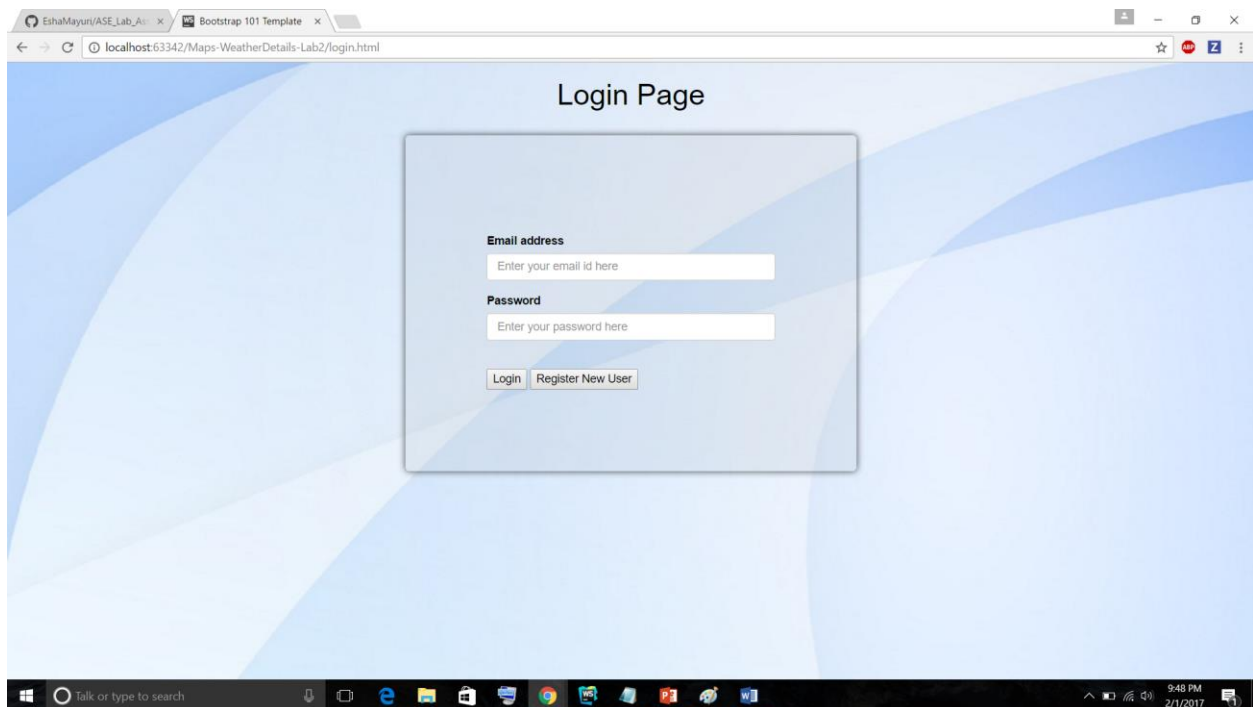 EshaMayuri/ASE_Lab_As
Bootstrap 101 Template
localhost:63342/Maps-WeatherDetails-Lab2/login.html
ABP
Z
Login Page
Email address
Enter your email id here
Password
Enter your password here
Login Register New User
Talk or type to search
9:48 PM
2/1/2017